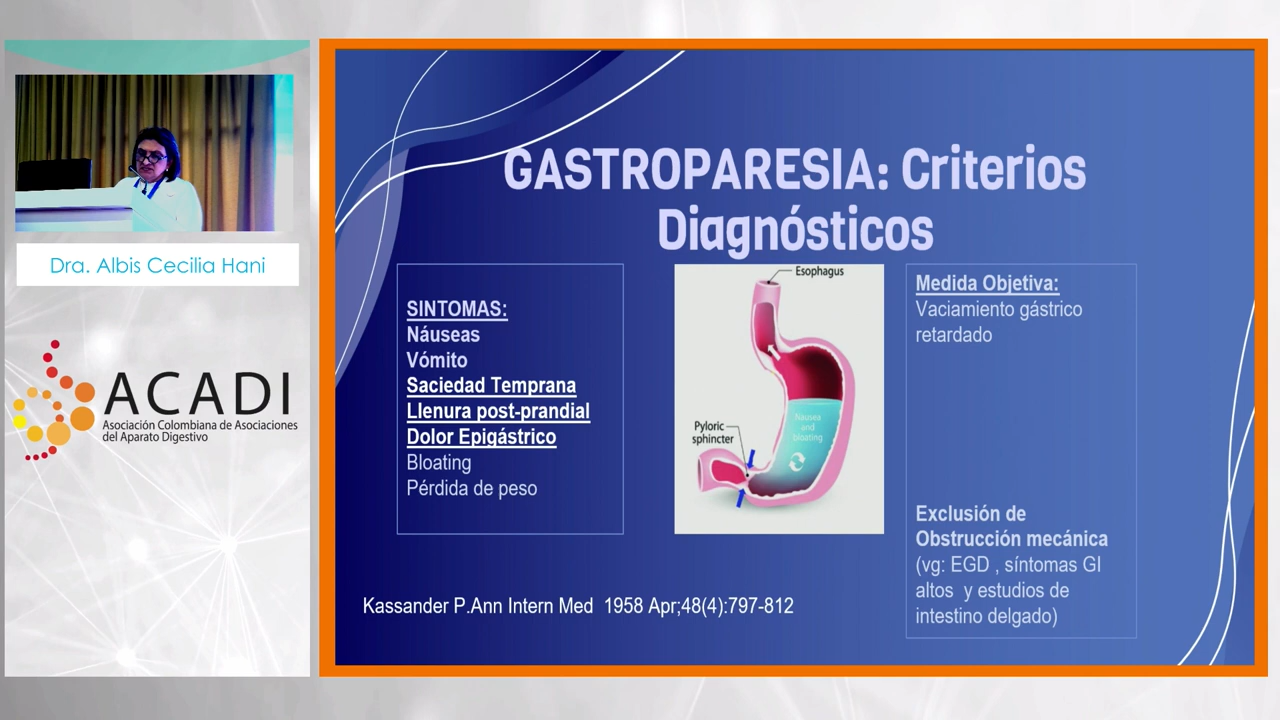 Dra. Albis Cecilia Hani
ACADI
Asociación Colombiana de Asociaciones
del Aparato Digestivo
GASTROPARESIA: Criterios
Diagnósticos
SINTOMAS:
Náuseas
Vómito
Saciedad Temprana
Llenura post-prandial
Dolor Epigástrico
Bloating
Pérdida de peso
Esophagus
Pyloric
sphincter
Nausea
and
bloating
Medida Objetiva:
Vaciamiento gástrico
retardado
Exclusión de
Obstrucción mecánica
(vg: EGD , síntomas GI
altos y estudios de
intestino delgado)
Kassander P.Ann Intern Med 1958 Apr;48(4):797-812